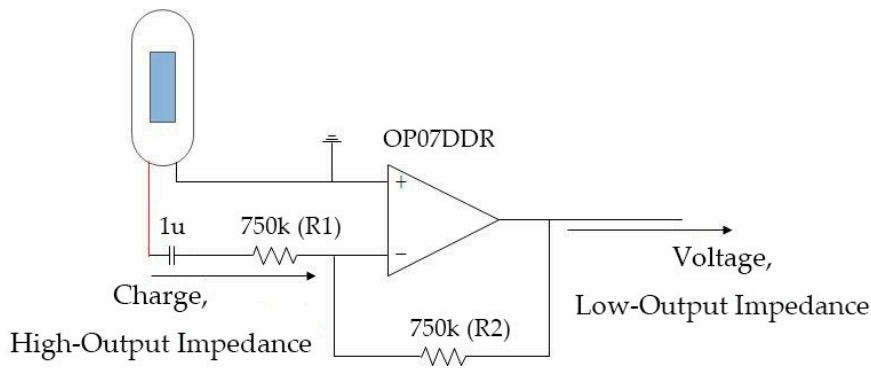 OP07DDR
+
1u
750k (R1)
−
Charge,
High-Output Impedance
Voltage,
Low-Output Impedance
750k (R2)